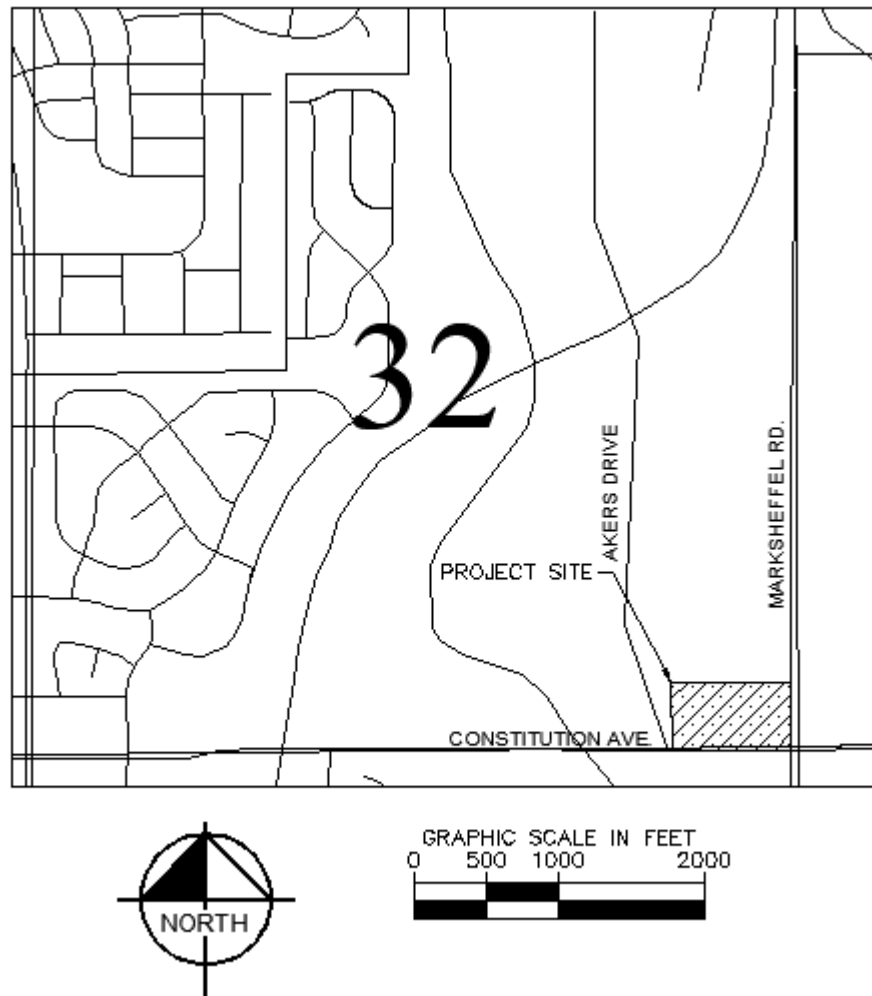 32
AKERS DRIVE
MARKSHEFFEL RD.
PROJECT SITE
CONSTITUTION AVE.
NORTH
GRAPHIC SCALE IN FEET
0 500 1000 2000